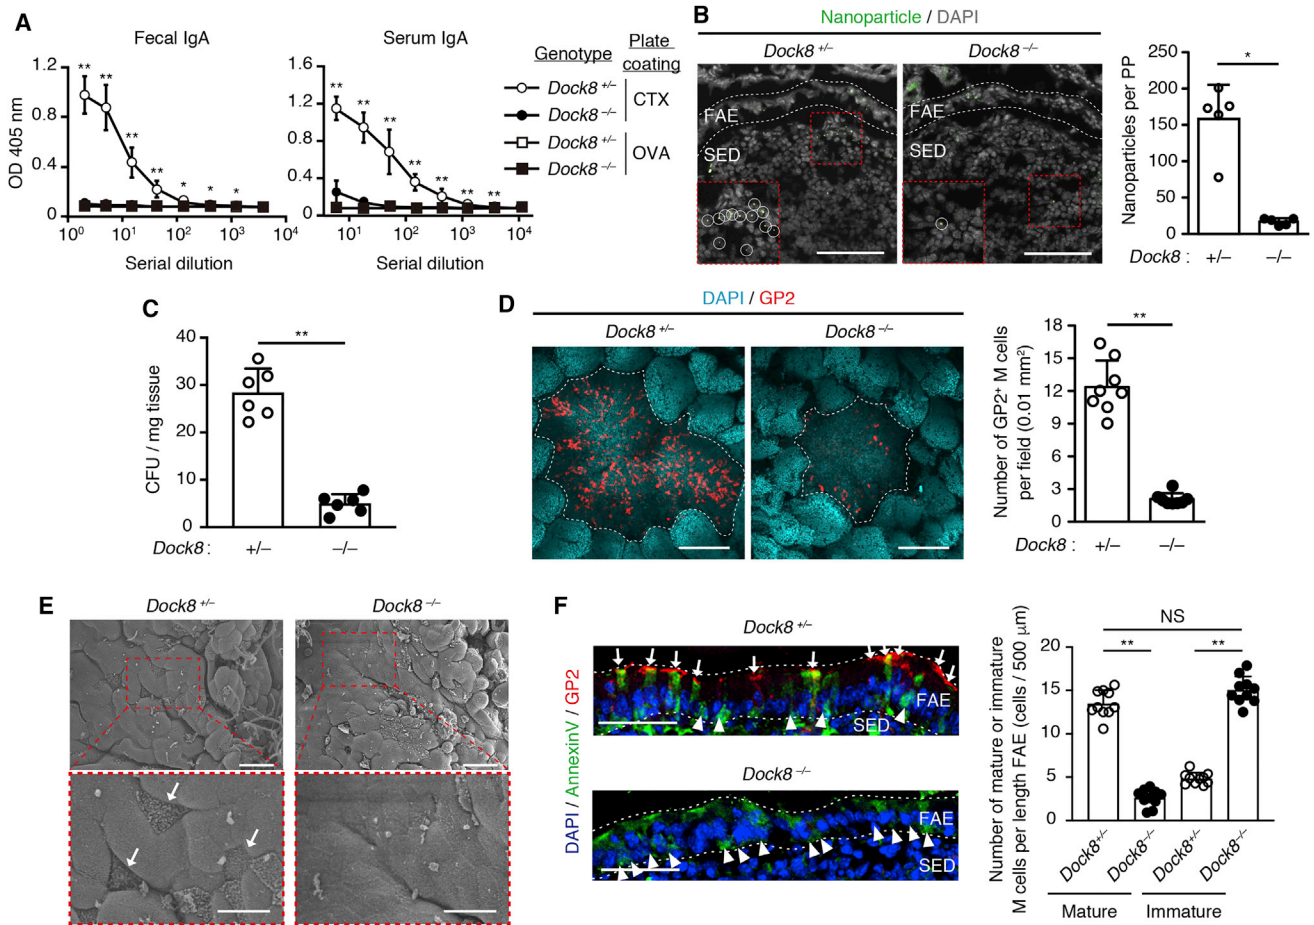 A
Fecal IgA
Serum IgA
OD 405 nm
1.2
0.8
0.4
0
** ** ** ** * * *
10⁰ 10¹ 10² 10³ 10⁴
Serial dilution
1.6
1.2
0.8
0.4
0
** ** ** ** ** ** **
10¹ 10² 10³ 10⁴
Serial dilution
Genotype
Plate coating
Dock8 +/–
Dock8 –/–
CTX
Dock8 +/–
Dock8 –/–
OVA
B
Nanoparticle / DAPI
Dock8 +/–
Dock8 –/–
FAE
SED
FAE
SED
Nanoparticles per PP
250
200
150
100
50
0
*
Dock8 : +/– –/–
C
CFU / mg tissue
40
30
20
10
0
**
Dock8 : +/– –/–
D
DAPI / GP2
Dock8 +/–
Dock8 –/–
Number of GP2⁺ M cells
per field (0.01 mm²)
18
15
12
9
6
3
0
**
Dock8 : +/– –/–
E
Dock8 +/–
Dock8 –/–
F
DAPI / AnnexinV / GP2
Dock8 +/–
FAE
SED
Dock8 –/–
FAE
SED
Number of mature or immature
M cells per length FAE (cells / 500 μm)
20
15
10
5
0
NS
** **
Dock8+/– Dock8–/– Dock8+/– Dock8–/–
Mature Immature